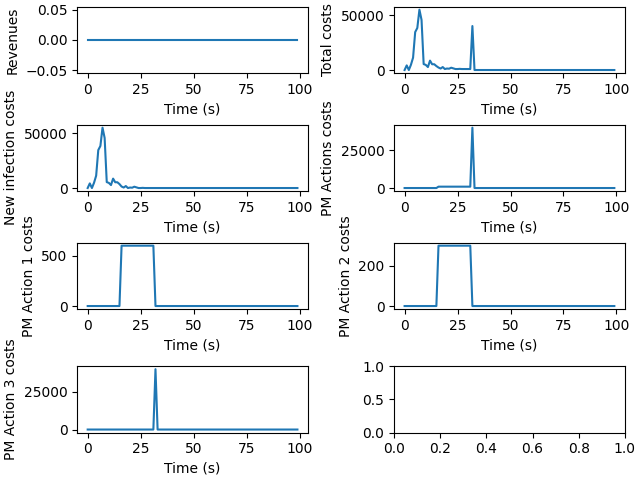 Revenues
0.05
0.00
−0.05
0 25 50 75 100
Time (s)
Total costs
50000
0
0 25 50 75 100
Time (s)
New infection costs
50000
0
0 25 50 75 100
Time (s)
PM Actions costs
25000
0
0 25 50 75 100
Time (s)
PM Action 1 costs
500
0
0 25 50 75 100
Time (s)
PM Action 2 costs
200
0
0 25 50 75 100
Time (s)
PM Action 3 costs
25000
0
0 25 50 75 100
Time (s)
1.0
0.5
0.0
0.0 0.2 0.4 0.6 0.8 1.0